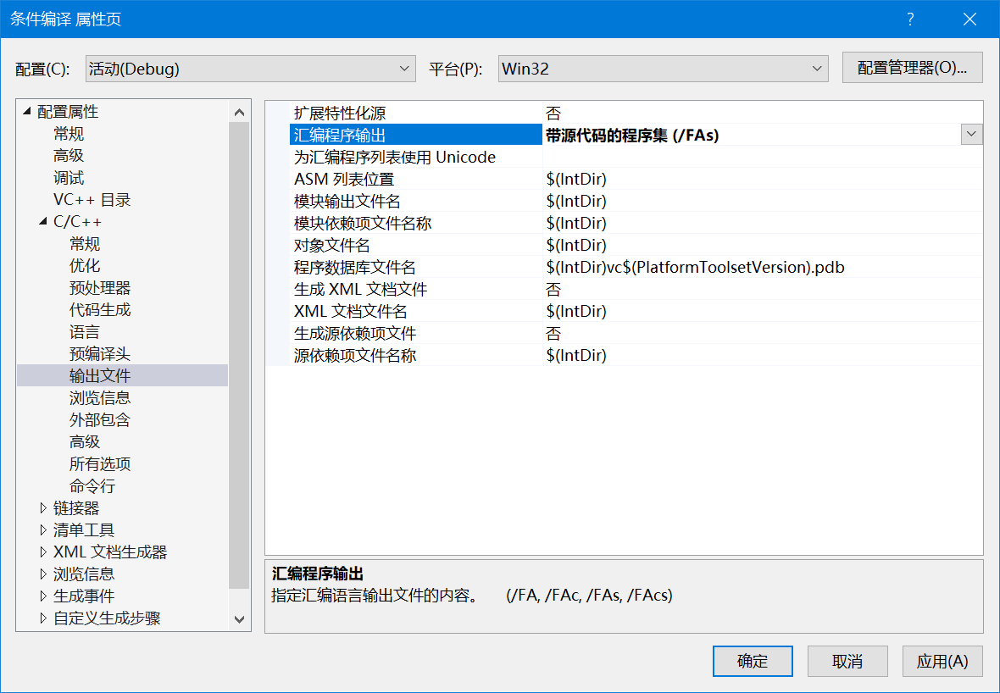 条件编译 属性页
?
配置(C):
活动(Debug)
平台(P):
Win32
配置管理器(O)...
配置属性
常规
高级
调试
VC++ 目录
C/C++
常规
优化
预处理器
代码生成
语言
预编译头
输出文件
浏览信息
外部包含
高级
所有选项
命令行
链接器
清单工具
XML 文档生成器
浏览信息
生成事件
自定义生成步骤
扩展特性化源 否
汇编程序输出 带源代码的程序集 (/FAs)
为汇编程序列表使用 Unicode
ASM 列表位置 $(IntDir)
模块输出文件名 $(IntDir)
模块依赖项文件名称 $(IntDir)
对象文件名 $(IntDir)
程序数据库文件名 $(IntDir)vc$(PlatformToolsetVersion).pdb
生成 XML 文档文件 否
XML 文档文件名 $(IntDir)
生成源依赖项文件 否
源依赖项文件名称 $(IntDir)
汇编程序输出
指定汇编语言输出文件的内容。 (/FA, /FAc, /FAs, /FAcs)
确定
取消
应用(A)